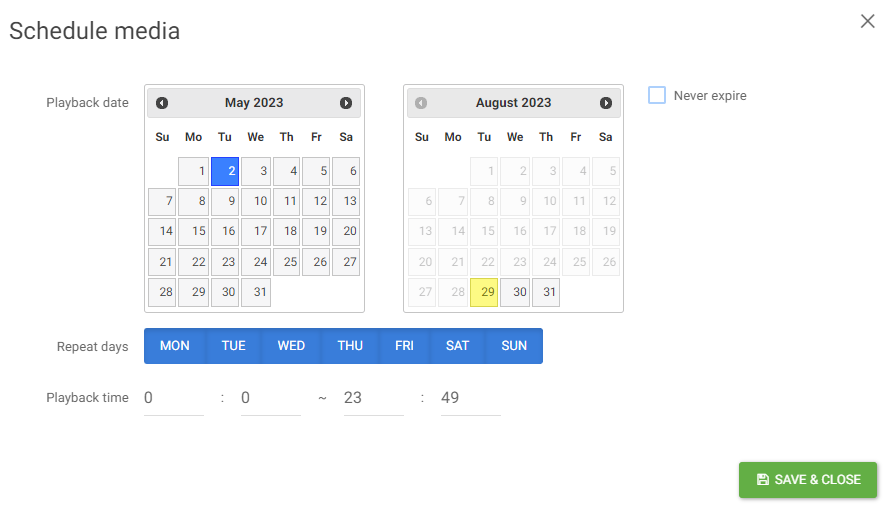 Schedule media
Playback date
May 2023
Su Mo Tu We Th Fr Sa
1 2 3 4 5 6
7 8 9 10 11 12 13
14 15 16 17 18 19 20
21 22 23 24 25 26 27
28 29 30 31
August 2023
Su Mo Tu We Th Fr Sa
1 2 3 4 5
6 7 8 9 10 11 12
13 14 15 16 17 18 19
20 21 22 23 24 25 26
27 28 29 30 31
Never expire
Repeat days MON TUE WED THU FRI SAT SUN
Playback time 0 : 0 ~ 23 : 49
SAVE & CLOSE